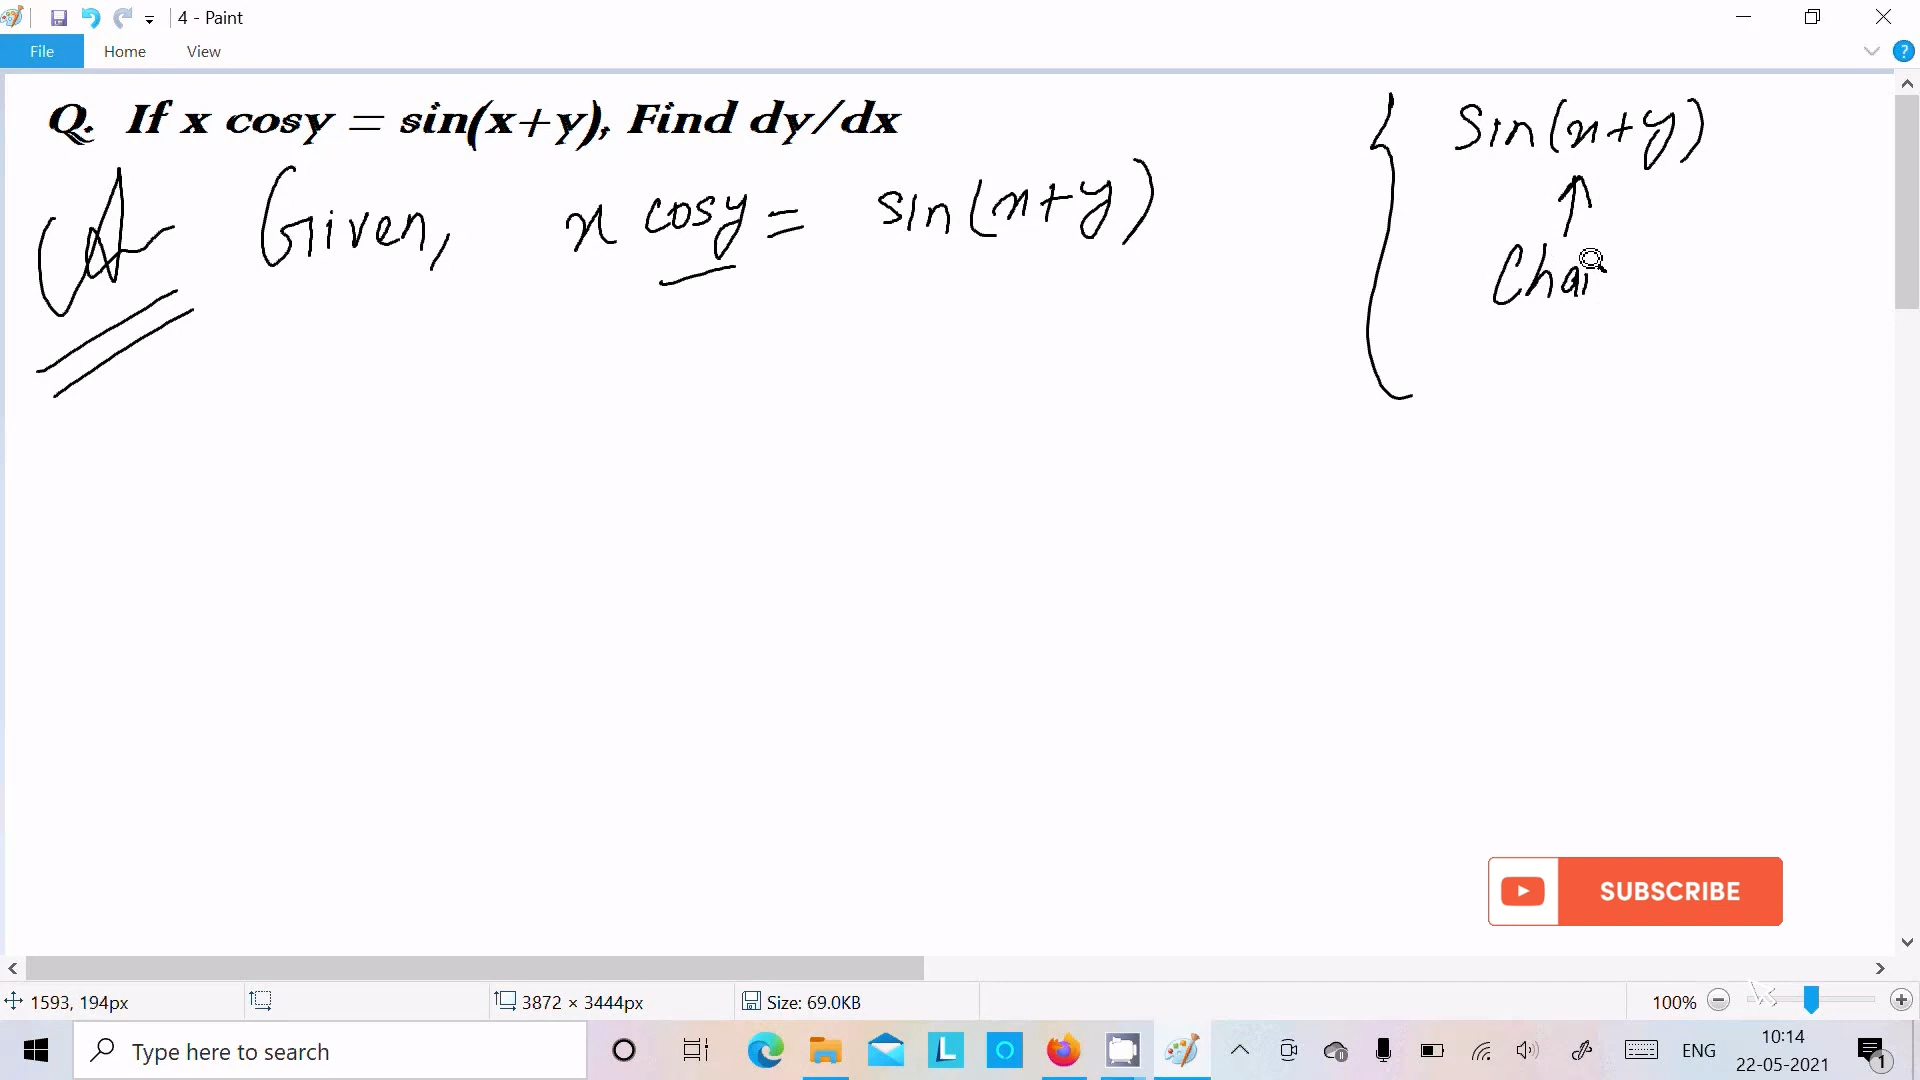 4 - Paint
File Home View
Q. If x cosy = sin(x+y), Find dy/dx
Given, x cosy = sin(x+y)
Sin(x+y)
Chai
SUBSCRIBE
1593, 194px 3872 × 3444px Size: 69.0KB 100%
Type here to search
ENG
10:14
22-05-2021
1